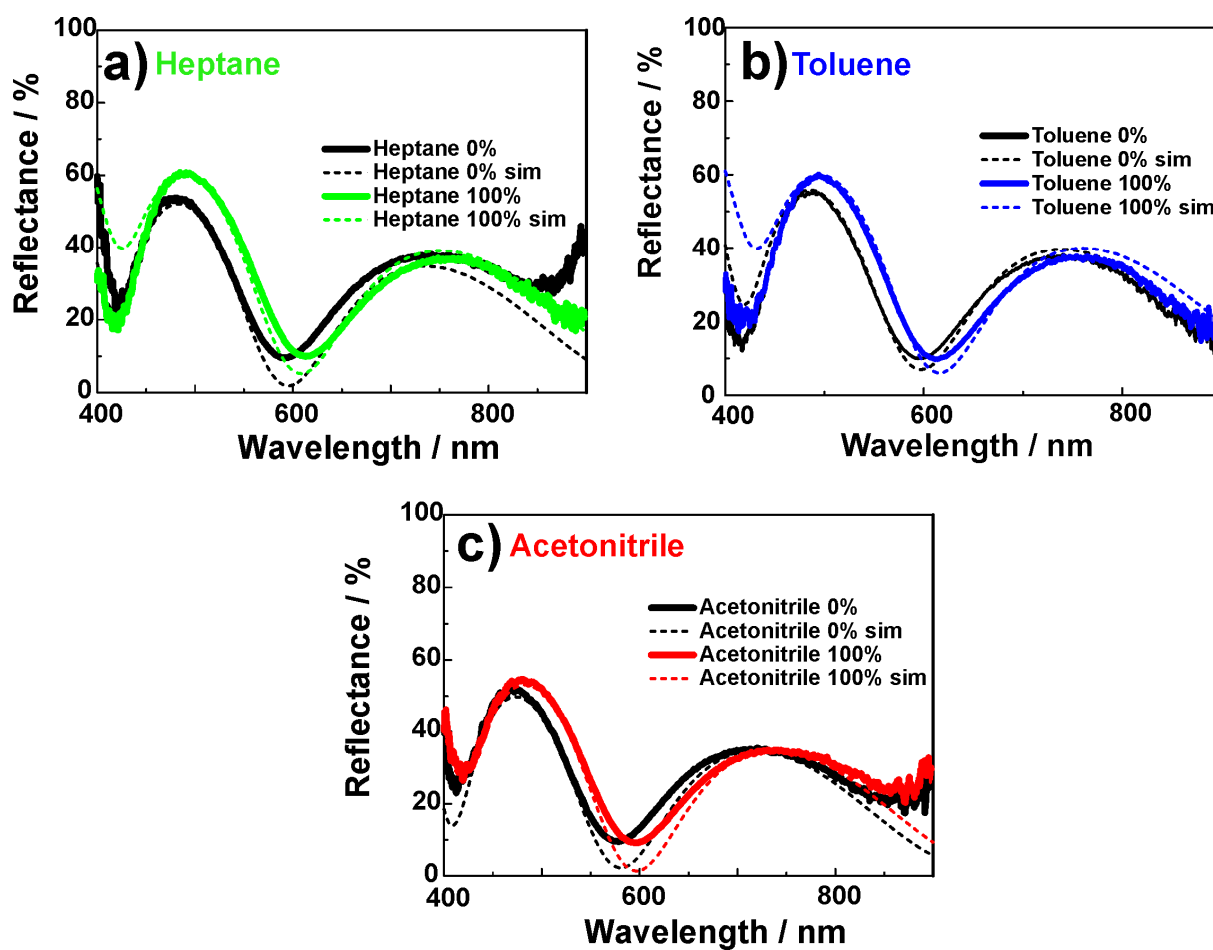 a) Heptane
Reflectance / %
100
80
60
40
20
0
Heptane 0%
Heptane 0% sim
Heptane 100%
Heptane 100% sim
400
600
800
Wavelength / nm
b) Toluene
Reflectance / %
100
80
60
40
20
0
Toluene 0%
Toluene 0% sim
Toluene 100%
Toluene 100% sim
400
600
800
Wavelength / nm
c) Acetonitrile
Reflectance / %
100
80
60
40
20
0
Acetonitrile 0%
Acetonitrile 0% sim
Acetonitrile 100%
Acetonitrile 100% sim
400
600
800
Wavelength / nm